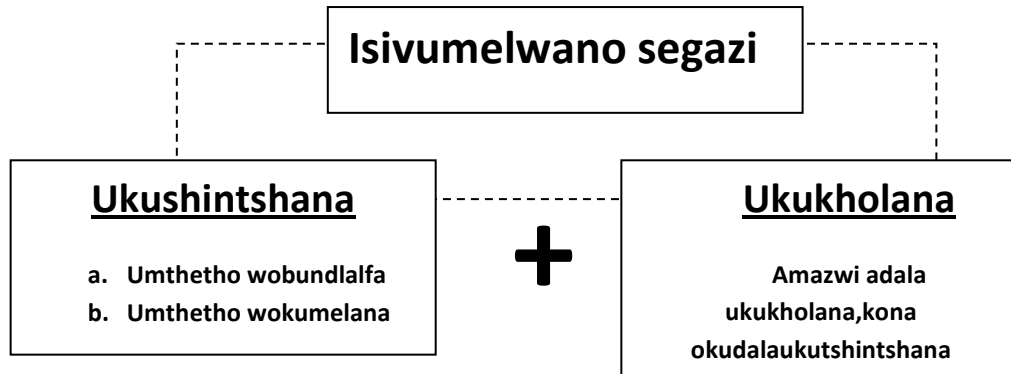 Isivumelwano segazi
Ukushintshana
a. Umthetho wobundlalfa
b. Umthetho wokumelana
+
Ukukholana
Amazwi adala
ukukholana,kona
okudalaukutshintshana